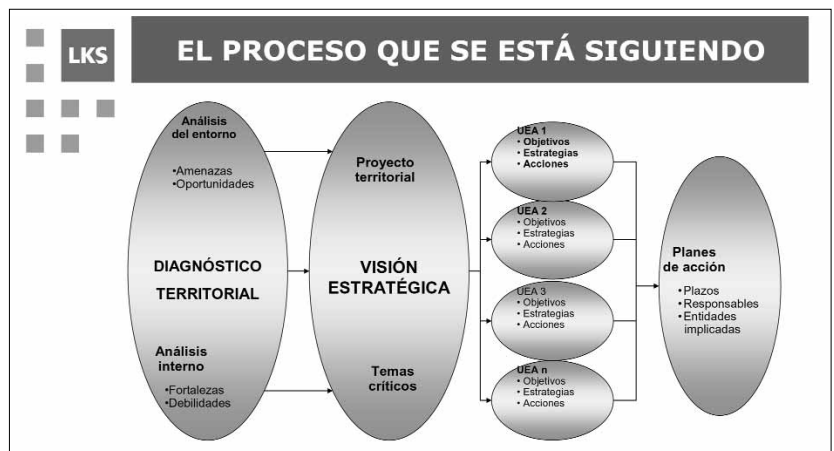 LKS
EL PROCESO QUE SE ESTÁ SIGUIENDO
Análisis
del entorno
•Amenazas
•Oportunidades
DIAGNÓSTICO
TERRITORIAL
Análisis
interno
•Fortalezas
•Debilidades
Proyecto
territorial
VISIÓN
ESTRATÉGICA
Temas
críticos
UEA 1
• Objetivos
• Estrategias
• Acciones
UEA 2
• Objetivos
• Estrategias
• Acciones
UEA 3
• Objetivos
• Estrategias
• Acciones
UEA n
• Objetivos
• Estrategias
• Acciones
Planes
de acción
•Plazos
•Responsables
•Entidades
implicadas